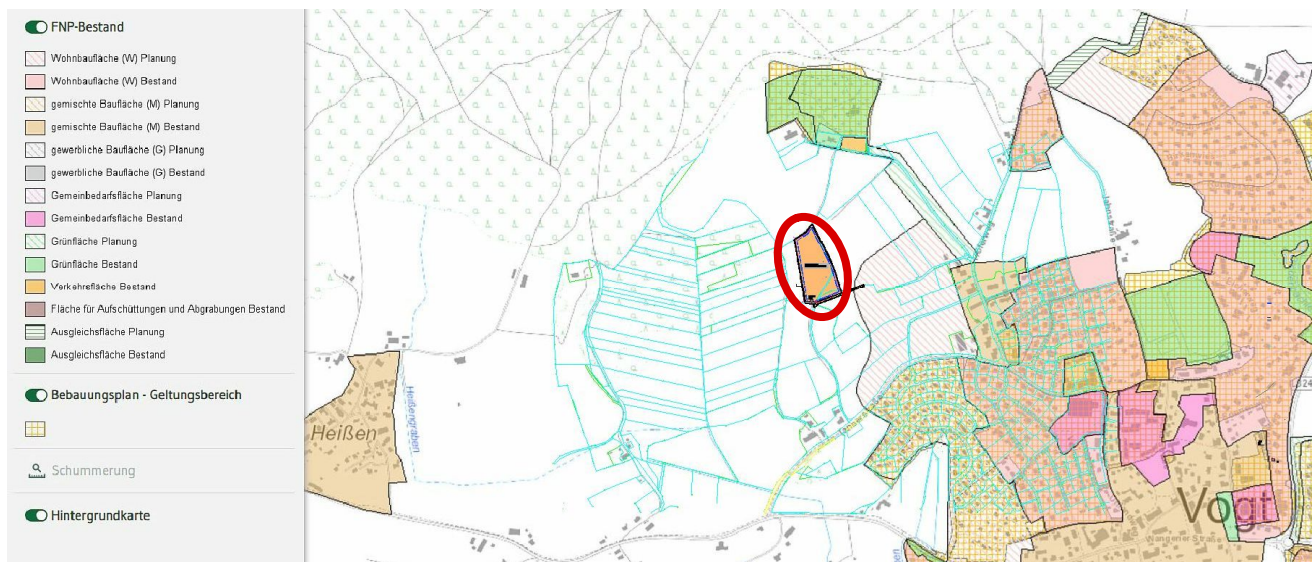 FNP-Bestand
Wohnbaufläche (W) Planung
Wohnbaufläche (W) Bestand
gemischte Baufläche (M) Planung
gemischte Baufläche (M) Bestand
gewerbliche Baufläche (G) Planung
gewerbliche Baufläche (G) Bestand
Gemeinbedarfsfläche Planung
Gemeinbedarfsfläche Bestand
Grünfläche Planung
Grünfläche Bestand
Verkehrsfläche Bestand
Fläche für Aufschüttungen und Abgrabungen Bestand
Ausgleichsfläche Planung
Ausgleichsfläche Bestand
Bebauungsplan - Geltungsbereich
Schummerung
Hintergrundkarte
Heißen
Heißengraben
Vogt